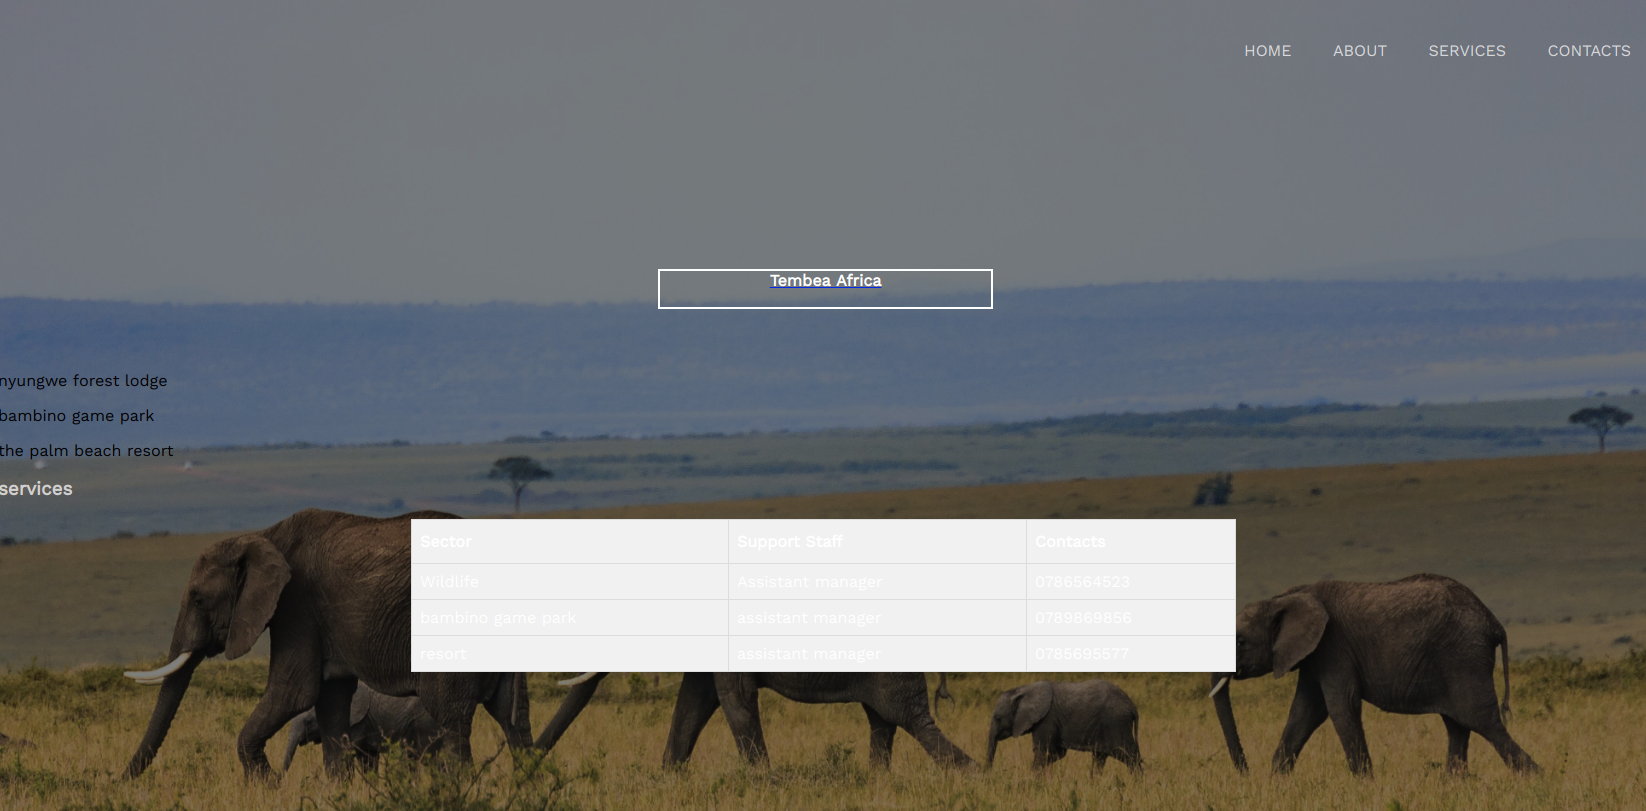 HOME ABOUT SERVICES CONTACTS
Tembea Africa
nyungwe forest lodge
bambino game park
the palm beach resort
services
Sector Support Staff Contacts
Wildlife Assistant manager 0786564523
bambino game park assistant manager 0789869856
resort assistant manager 0785695577